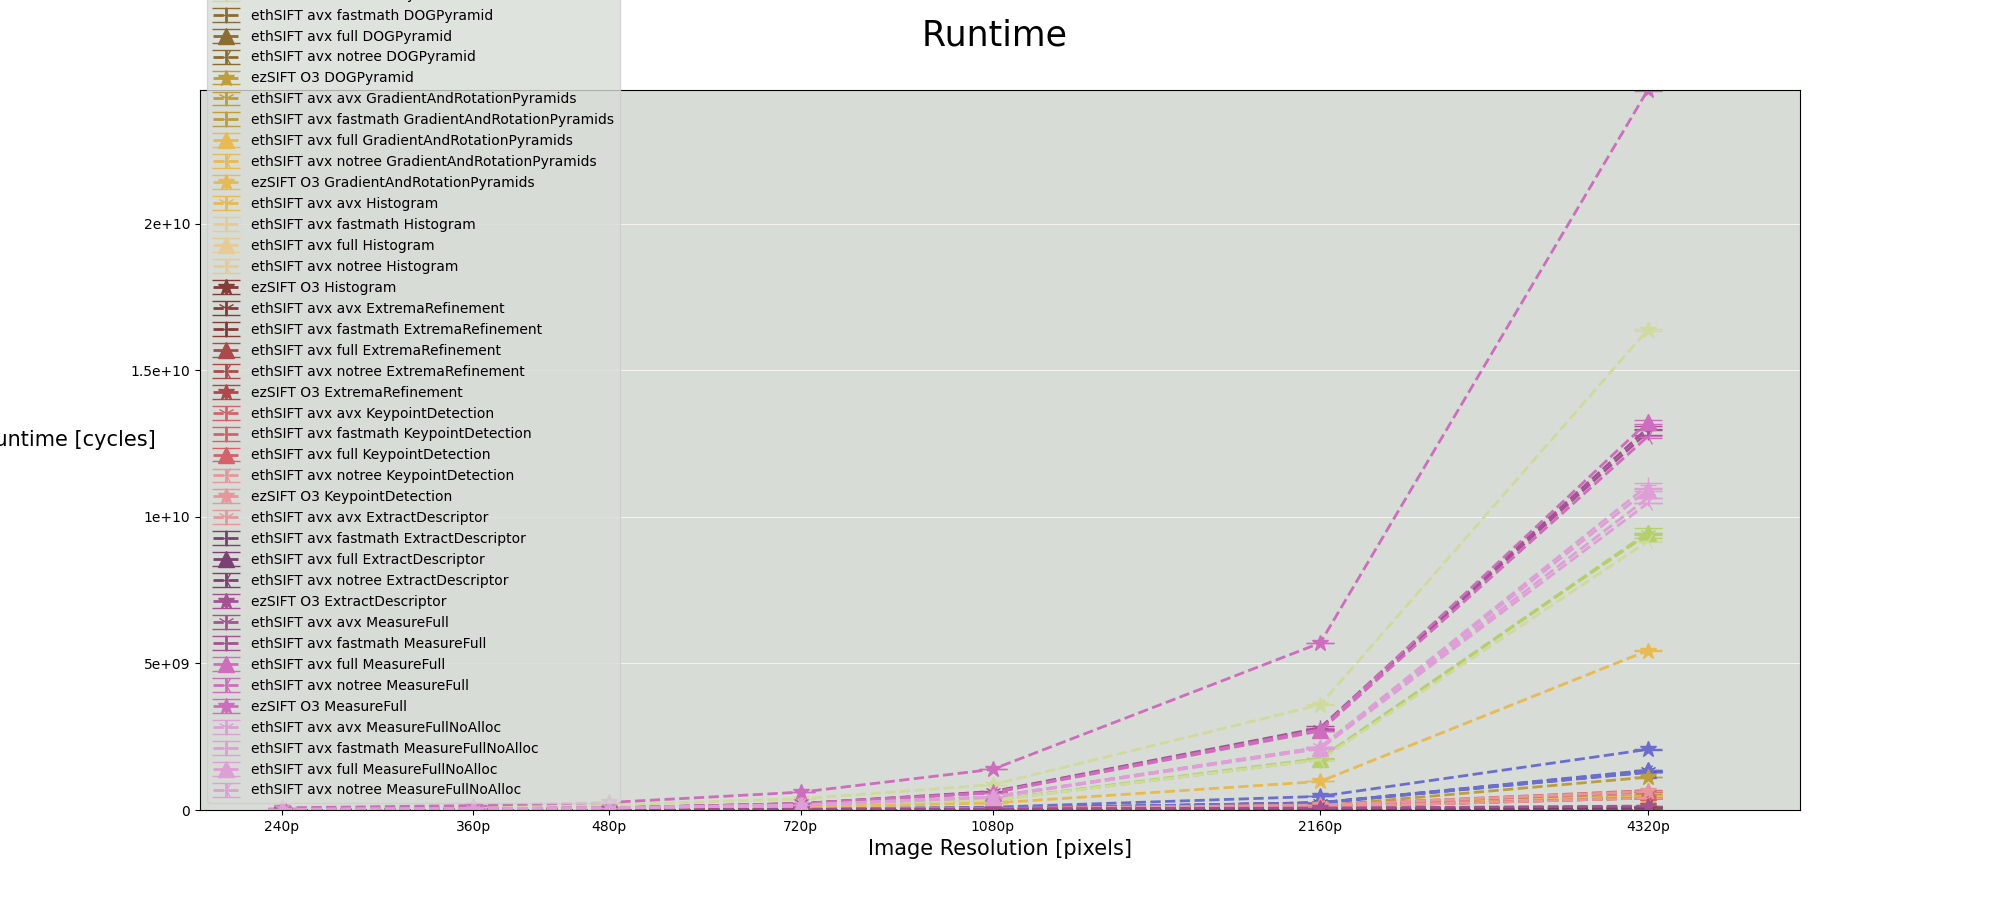 Runtime
ethSIFT avx fastmath DOGPyramid
ethSIFT avx full DOGPyramid
ethSIFT avx notree DOGPyramid
ezSIFT O3 DOGPyramid
ethSIFT avx avx GradientAndRotationPyramids
ethSIFT avx fastmath GradientAndRotationPyramids
ethSIFT avx full GradientAndRotationPyramids
ethSIFT avx notree GradientAndRotationPyramids
ezSIFT O3 GradientAndRotationPyramids
ethSIFT avx avx Histogram
ethSIFT avx fastmath Histogram
ethSIFT avx full Histogram
ethSIFT avx notree Histogram
ezSIFT O3 Histogram
ethSIFT avx avx ExtremaRefinement
ethSIFT avx fastmath ExtremaRefinement
ethSIFT avx full ExtremaRefinement
ethSIFT avx notree ExtremaRefinement
ezSIFT O3 ExtremaRefinement
ethSIFT avx avx KeypointDetection
ethSIFT avx fastmath KeypointDetection
ethSIFT avx full KeypointDetection
ethSIFT avx notree KeypointDetection
ezSIFT O3 KeypointDetection
ethSIFT avx avx ExtractDescriptor
ethSIFT avx fastmath ExtractDescriptor
ethSIFT avx full ExtractDescriptor
ethSIFT avx notree ExtractDescriptor
ezSIFT O3 ExtractDescriptor
ethSIFT avx avx MeasureFull
ethSIFT avx fastmath MeasureFull
ethSIFT avx full MeasureFull
ethSIFT avx notree MeasureFull
ezSIFT O3 MeasureFull
ethSIFT avx avx MeasureFullNoAlloc
ethSIFT avx fastmath MeasureFullNoAlloc
ethSIFT avx full MeasureFullNoAlloc
ethSIFT avx notree MeasureFullNoAlloc
2e+10
1.5e+10
1e+10
5e+09
0
untime [cycles]
240p 360p 480p 720p 1080p 2160p 4320p
Image Resolution [pixels]